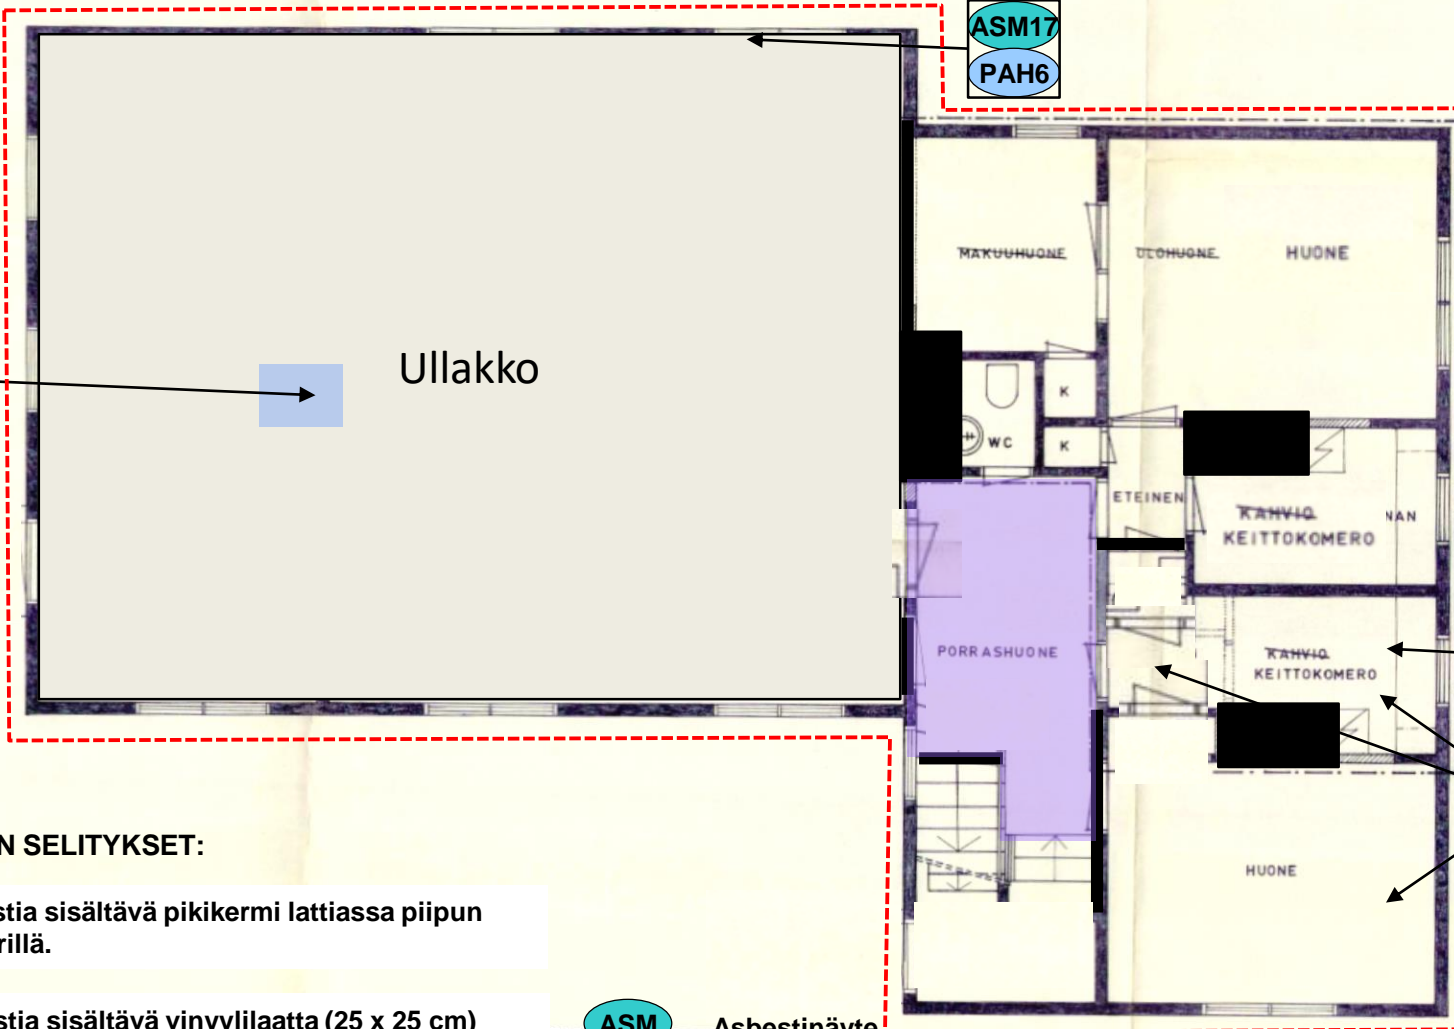 ASM17
PAH6
MAKUUHUONE
HUONE
Ullakko
K
WC
K
ETEINEN
KAHVIO
NAN
KEITTOKOMERO
PORRASHUONE
KAHVIO
KEITTOKOMERO
HUONE
N SELITYKSET:
stia sisältävä pikikermi lattiassa piipun
rillä.
stia sisältävä vinyylilaatta (25 x 25 cm)
ASM
Asbestinäyte